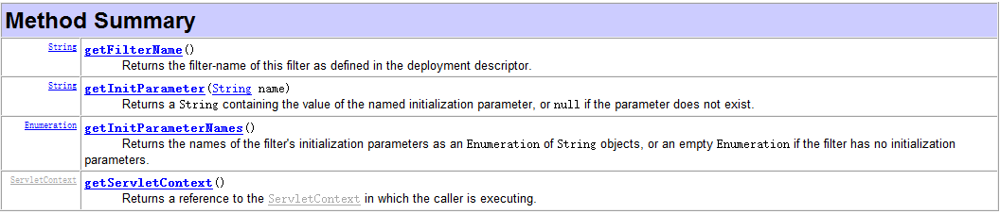 Method Summary
String getFilterName()
Returns the filter-name of this filter as defined in the deployment descriptor.
String getInitParameter(String name)
Returns a String containing the value of the named initialization parameter, or null if the parameter does not exist.
Enumeration getInitParameterNames()
Returns the names of the filter's initialization parameters as an Enumeration of String objects, or an empty Enumeration if the filter has no initialization
parameters.
ServletContext getServletContext()
Returns a reference to the ServletContext in which the caller is executing.